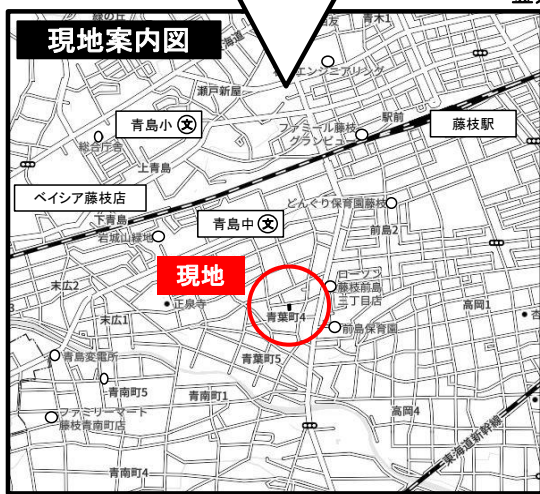 現地案内図
青木1
瀬戸新屋
エンジニアリング
青島小 文
総合庁舎
上青島
ファミール藤枝
グランビュー
駅前
藤枝駅
ベイシア藤枝店
下青島
岩城山緑地
青島中 文
どんぐり保育園藤枝
前島2
現地
末広2
正泉寺
末広1
ローソン
藤枝前島
三丁目店
高岡1
青葉町4
前島保育園
青島変電所
青葉町5
青南町5
青南町1
ファミリーマート
藤枝青南町店
高岡4
青南町4
東海道新幹線